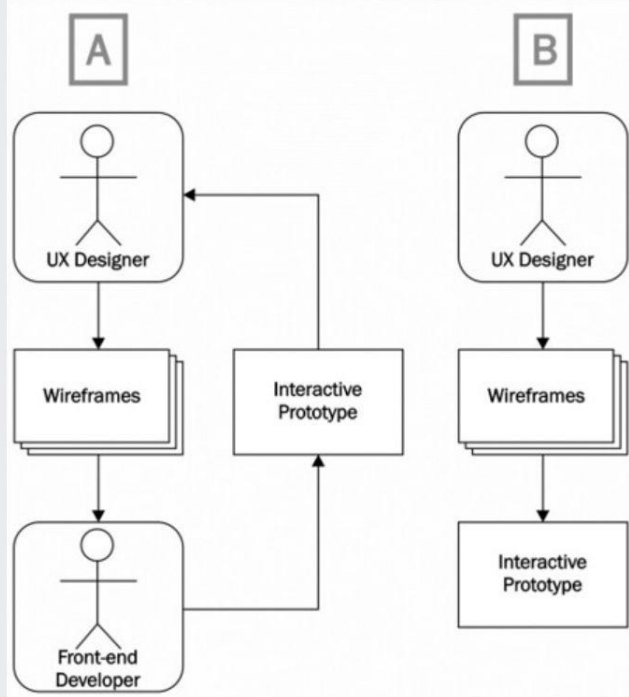 A
UX Designer
Wireframes
Interactive
Prototype
Front-end
Developer
B
UX Designer
Wireframes
Interactive
Prototype